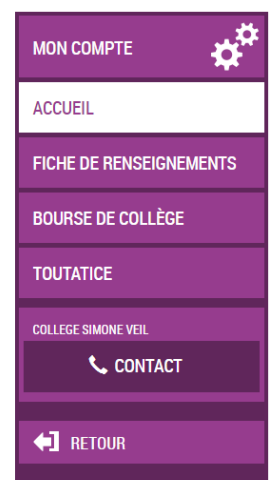 MON COMPTE
ACCUEIL
FICHE DE RENSEIGNEMENTS
BOURSE DE COLLÈGE
TOUTATICE
COLLEGE SIMONE VEIL
CONTACT
RETOUR